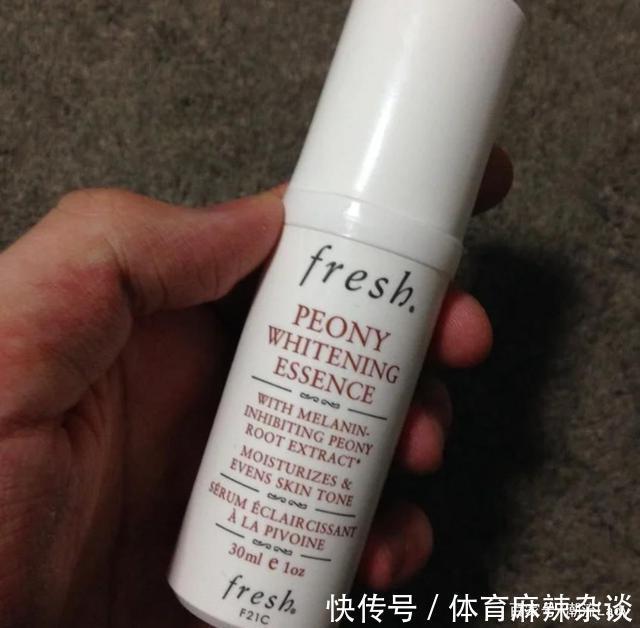 fresh.
PEONY
WHITENING
ESSENCE
WITH MELANIN-
INHIBITING PEONY
ROOT EXTRACT*
MOISTURIZES &
EVENS SKIN TONE
SÉRUM ÉCLAIRCISSANT
À LA PIVOINE
30ml e 1oz
fresh®
F21C
快传号 / 体育麻辣杂谈